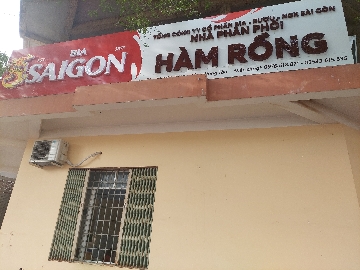 BIA
SAIGON
TỔNG CÔNG TY CỔ PHẦN BIA - RƯỢU - NGK SÀI GÒN
NHÀ PHÂN PHỐI
HÀM RỒNG